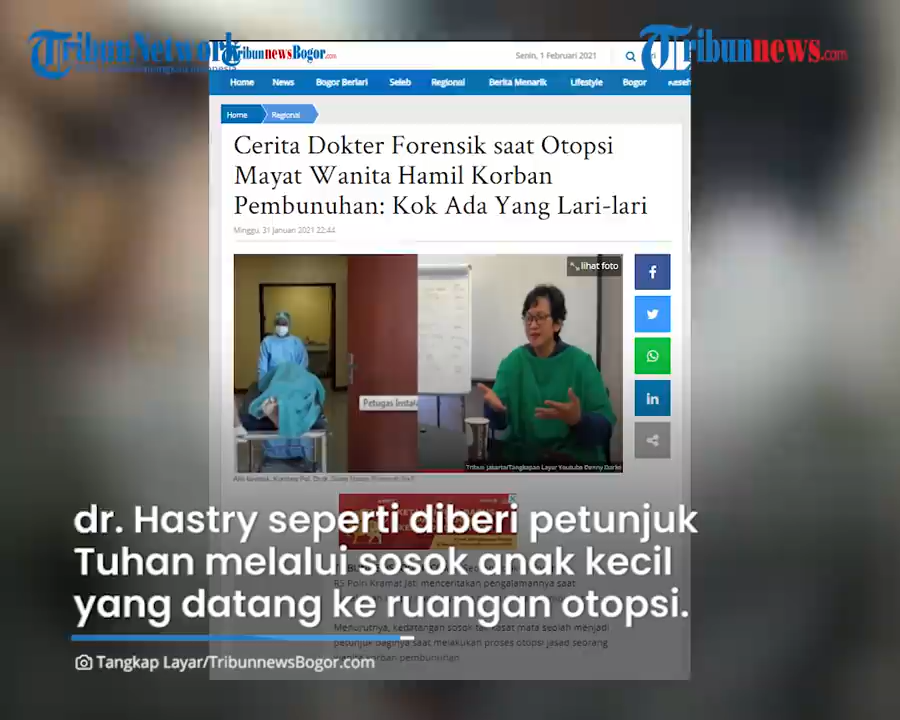 Tribun Network
TribunnewsBogor.com
Senin, 1 Februari 2021
Tribunnews.com
Home News Bogor Berlari Seleb Regional Berita Menarik Lifestyle Bogor Keseh
Home Regional
Cerita Dokter Forensik saat Otopsi
Mayat Wanita Hamil Korban
Pembunuhan: Kok Ada Yang Lari-lari
Minggu, 31 Januari 2021 22:44
lihat foto
Petugas Instala
Tribun Jakarta/Tangkapan Layar Youtube Denny Darko
dr. Hastry seperti diberi petunjuk
Tuhan melalui sosok anak kecil
yang datang ke ruangan otopsi.
RS Polri Kramat Jati menceritakan pengalamannya saat
Menurutnya, kedatangan sosok tak kasat mata seolah menjadi
petunjuk baginya saat melakukan proses otopsi jasad seorang
wanita korban pembunuhan
Tangkap Layar/TribunnewsBogor.com